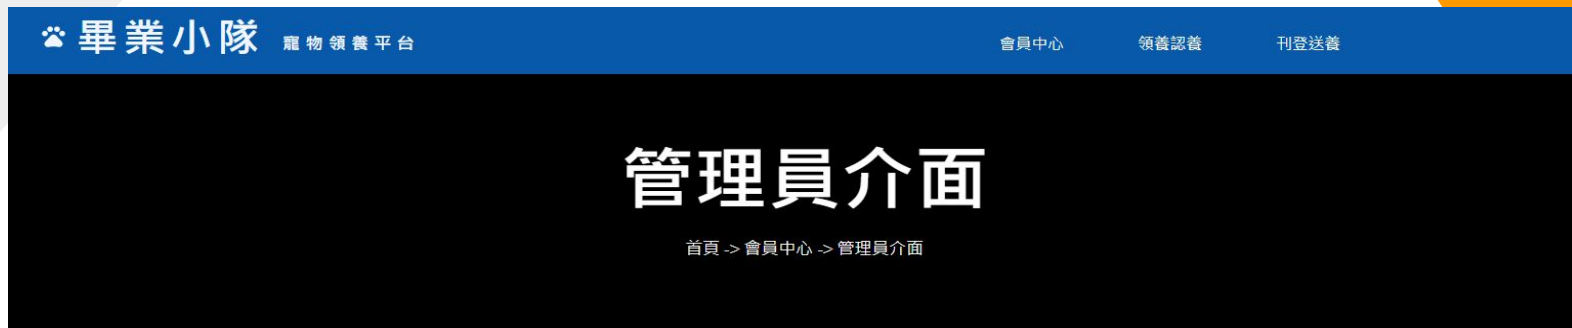 畢業小隊 寵物領養平台 會員中心 領養認養 刊登送養
管理員介面
首頁 -> 會員中心 -> 管理員介面